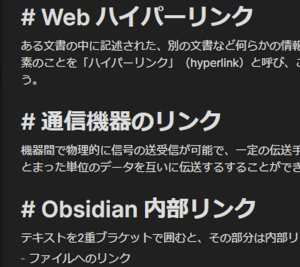 # Web ハイパーリンク
ある文書の中に記述された、別の文書など何らかの情報
素のことを「ハイパーリンク」（hyperlink）と呼び、こ
う。
# 通信機器のリンク
機器間で物理的に信号の送受信が可能で、一定の伝送手
とまった単位のデータを互いに伝送するすることができ
# Obsidian 内部リンク
テキストを2重ブラケットで囲むと、その部分は内部リ
- ファイルへのリンク